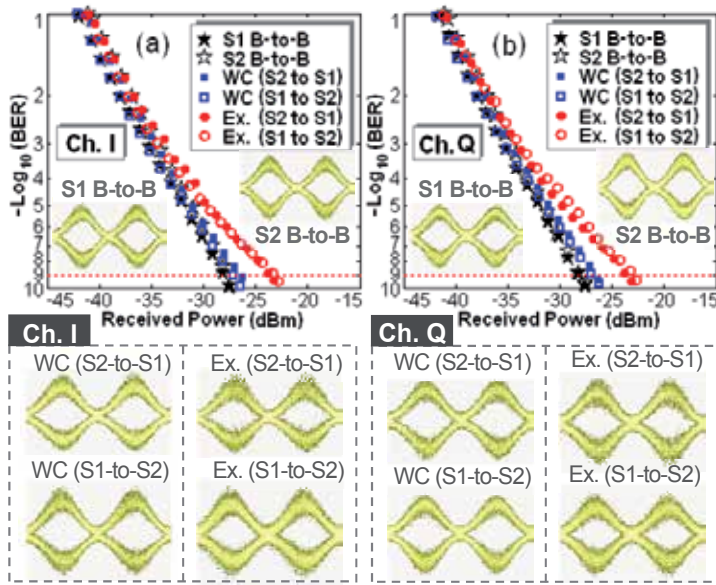 (a)
S1 B-to-B
S2 B-to-B
WC (S2 to S1)
WC (S1 to S2)
Ex. (S2 to S1)
Ex. (S1 to S2)
Ch. I
S1 B-to-B
S2 B-to-B
-Log10 (BER)
1
2
3
4
5
6
7
8
9
10
-45 -40 -35 -30 -25 -20 -15
Received Power (dBm)
(b)
S1 B-to-B
S2 B-to-B
WC (S2 to S1)
WC (S1 to S2)
Ex. (S2 to S1)
Ex. (S1 to S2)
Ch. Q
S1 B-to-B
S2 B-to-B
-Log10 (BER)
1
2
3
4
5
6
7
8
9
10
-45 -40 -35 -30 -25 -20 -15
Received Power (dBm)
Ch. I
WC (S2-to-S1) Ex. (S2-to-S1)
WC (S1-to-S2) Ex. (S1-to-S2)
Ch. Q
WC (S2-to-S1) Ex. (S2-to-S1)
WC (S1-to-S2) Ex. (S1-to-S2)